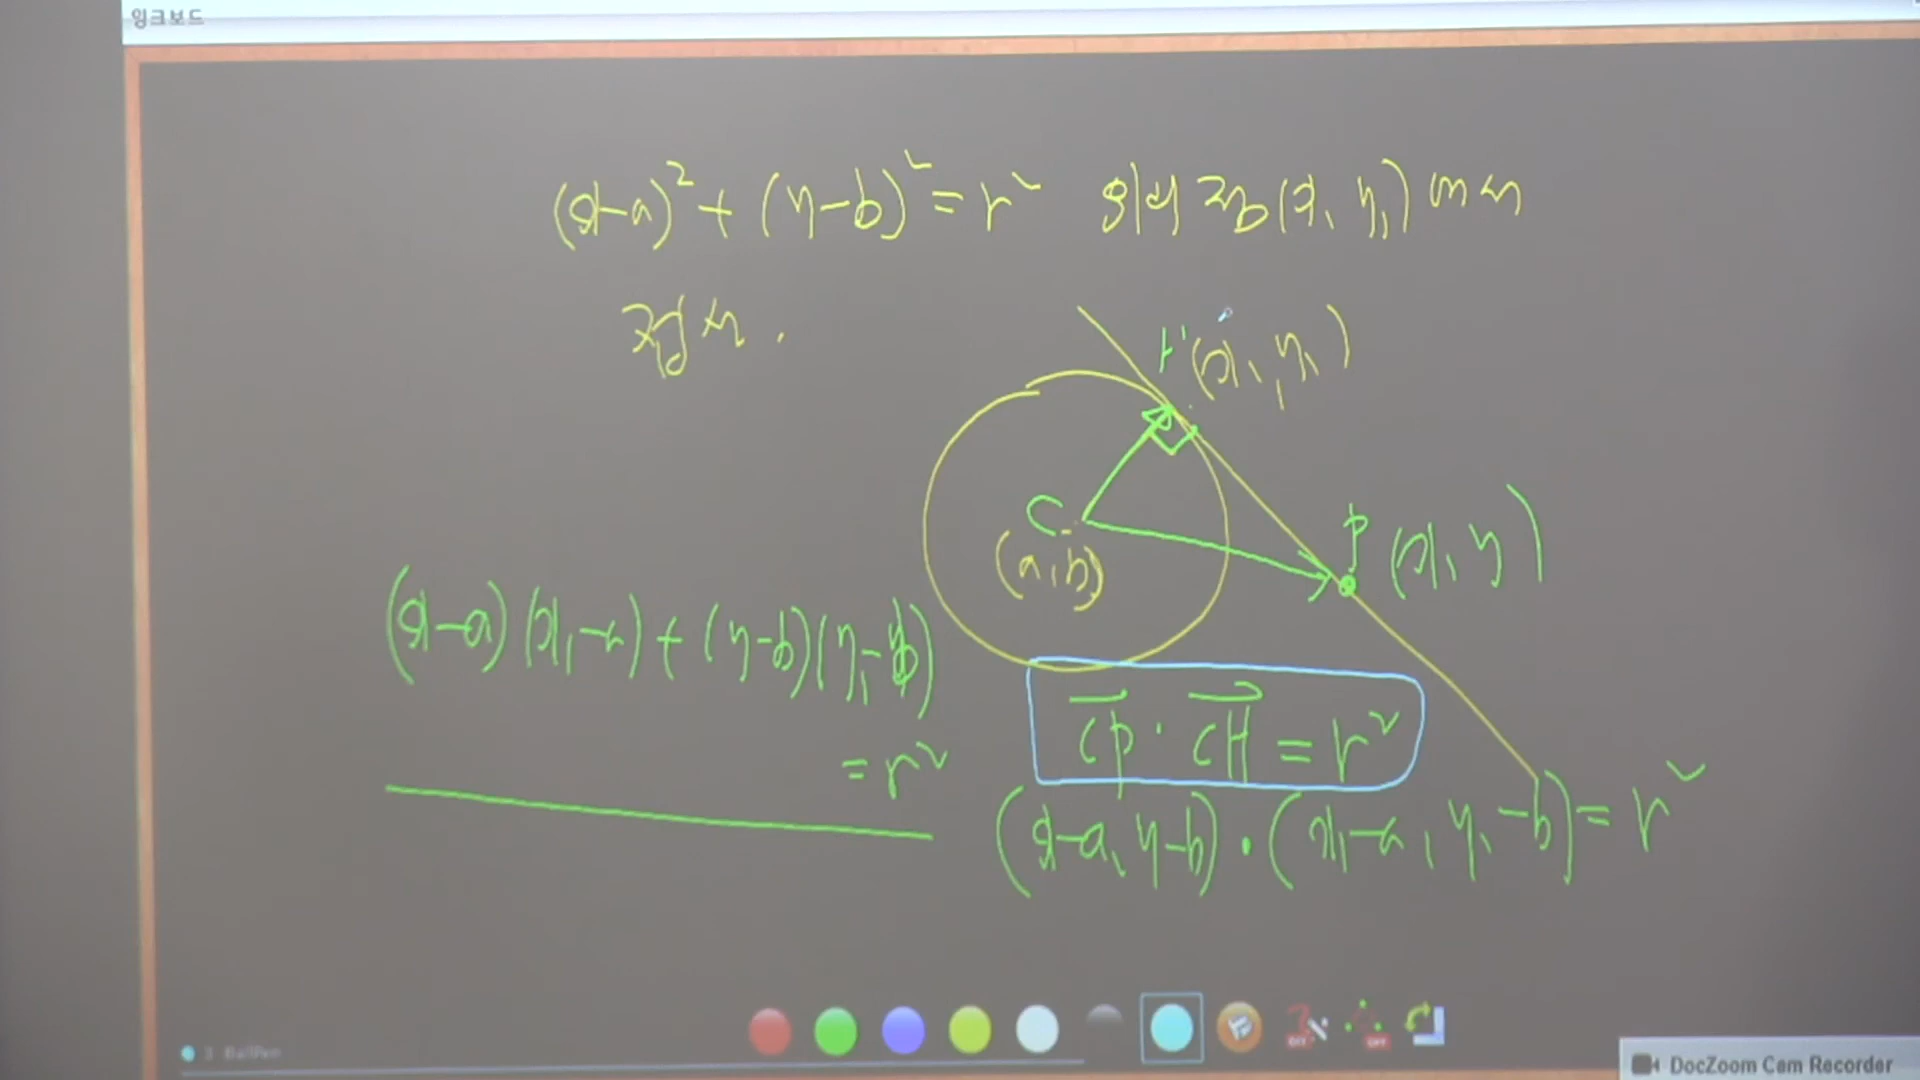 잉크보드
(x-a)² + (y-b)² = r² 위의 점 (x₁, y₁) 에서
접선.
H (x₁, y₁)
C
(a, b)
P (x, y)
(x-a)(x₁-a) + (y-b)(y₁-b)
= r²
CP · CH = r²
(x-a, y-b) · (x₁-a, y₁-b) = r²
DocZoom Cam Recorder